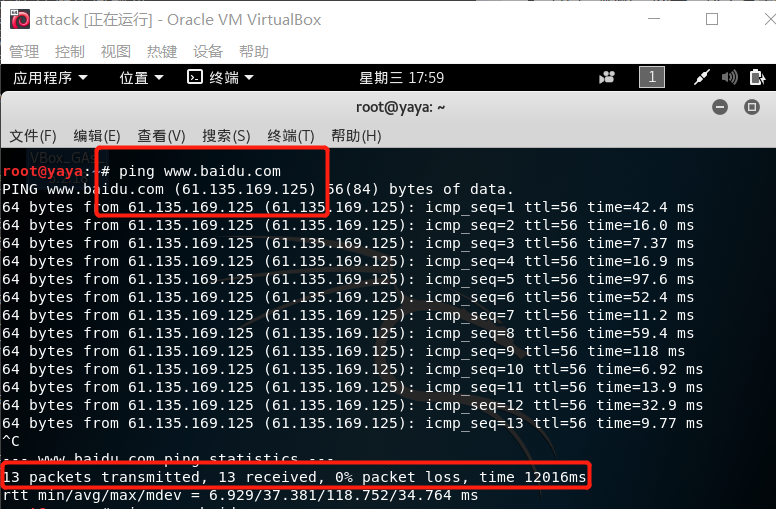 attack [正在运行] - Oracle VM VirtualBox
管理 控制 视图 热键 设备 帮助
应用程序 位置 终端 星期三 17:59 1
root@yaya: ~
文件(F) 编辑(E) 查看(V) 搜索(S) 终端(T) 帮助(H)
root@yaya:~# ping www.baidu.com
PING www.baidu.com (61.135.169.125) 56(84) bytes of data.
64 bytes from 61.135.169.125 (61.135.169.125): icmp_seq=1 ttl=56 time=42.4 ms
64 bytes from 61.135.169.125 (61.135.169.125): icmp_seq=2 ttl=56 time=16.0 ms
64 bytes from 61.135.169.125 (61.135.169.125): icmp_seq=3 ttl=56 time=7.37 ms
64 bytes from 61.135.169.125 (61.135.169.125): icmp_seq=4 ttl=56 time=16.9 ms
64 bytes from 61.135.169.125 (61.135.169.125): icmp_seq=5 ttl=56 time=97.6 ms
64 bytes from 61.135.169.125 (61.135.169.125): icmp_seq=6 ttl=56 time=52.4 ms
64 bytes from 61.135.169.125 (61.135.169.125): icmp_seq=7 ttl=56 time=11.2 ms
64 bytes from 61.135.169.125 (61.135.169.125): icmp_seq=8 ttl=56 time=59.4 ms
64 bytes from 61.135.169.125 (61.135.169.125): icmp_seq=9 ttl=56 time=118 ms
64 bytes from 61.135.169.125 (61.135.169.125): icmp_seq=10 ttl=56 time=6.92 ms
64 bytes from 61.135.169.125 (61.135.169.125): icmp_seq=11 ttl=56 time=13.9 ms
64 bytes from 61.135.169.125 (61.135.169.125): icmp_seq=12 ttl=56 time=32.9 ms
64 bytes from 61.135.169.125 (61.135.169.125): icmp_seq=13 ttl=56 time=9.77 ms
^C
--- www.baidu.com ping statistics ---
13 packets transmitted, 13 received, 0% packet loss, time 12016ms
rtt min/avg/max/mdev = 6.929/37.381/118.752/34.764 ms